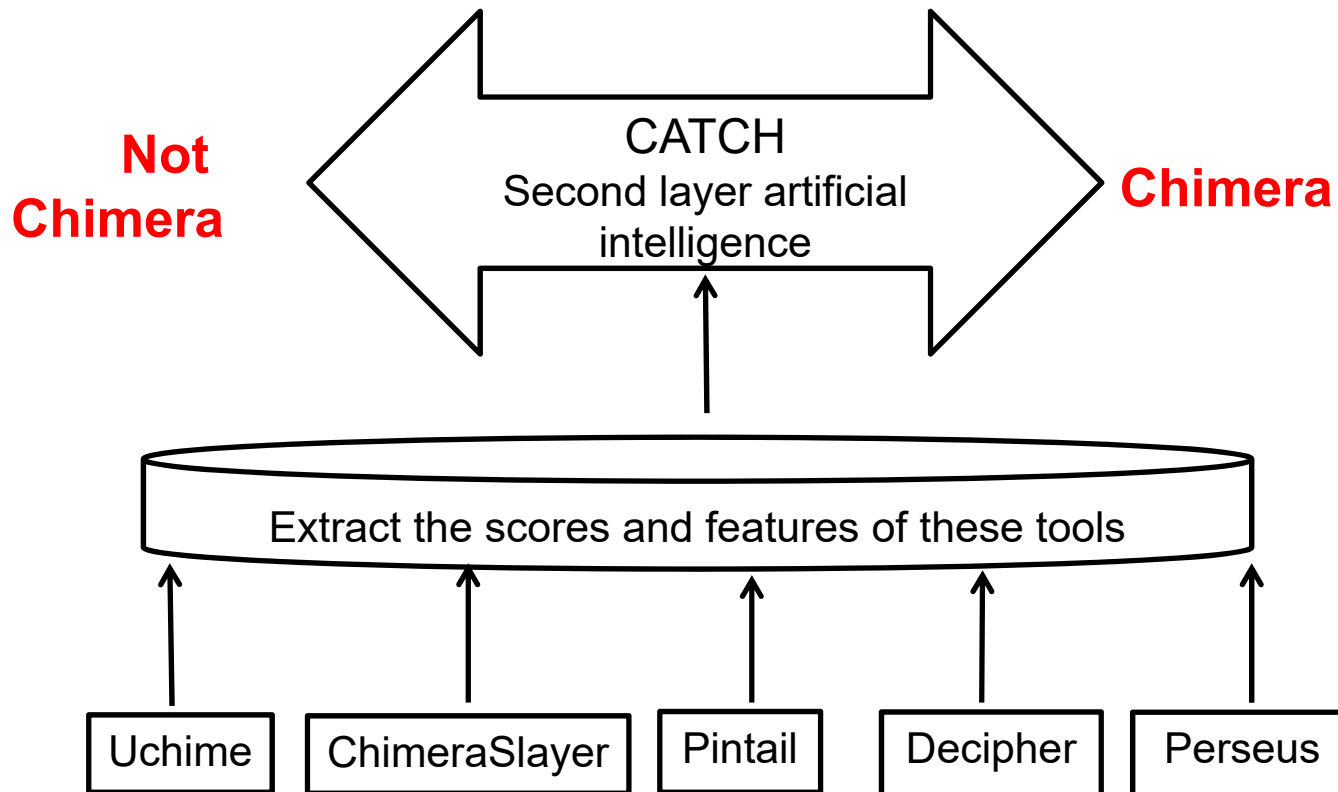 Not
Chimera
CATCH
Second layer artificial
intelligence
Chimera
Extract the scores and features of these tools
Uchime
ChimeraSlayer
Pintail
Decipher
Perseus